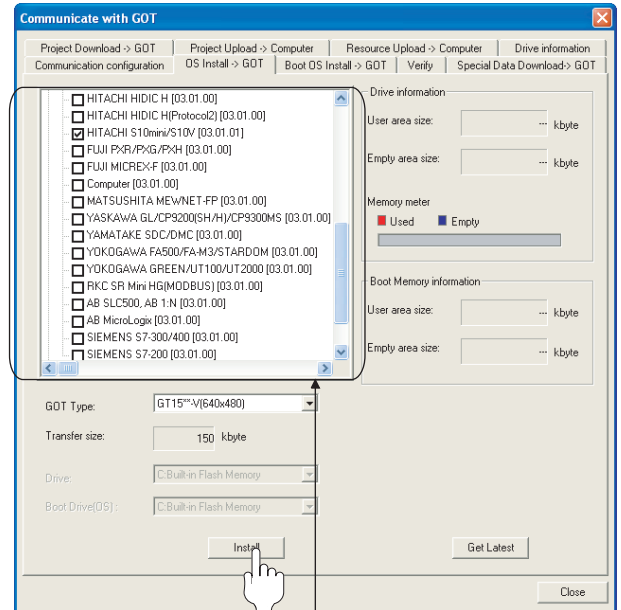 Communicate with GOT
Project Download -> GOT
Project Upload -> Computer
Resource Upload -> Computer
Drive information
Communication configuration
OS Install -> GOT
Boot OS Install -> GOT
Verify
Special Data Download-> GOT
HITACHI HIDIC H [03.01.00]
HITACHI HIDIC H(Protocol2) [03.01.00]
HITACHI S10mini/S10V [03.01.01]
FUJI PXR/PXG/PXH [03.01.00]
FUJI MICREX-F [03.01.00]
Computer [03.01.00]
MATSUSHITA MEWNET-FP [03.01.00]
YASKAWA GL/CP9200(SH/H)/CP9300MS [03.01.00]
YAMATAKE SDC/DMC [03.01.00]
YOKOGAWA FA500/FA-M3/STARDOM [03.01.00]
YOKOGAWA GREEN/UT100/UT2000 [03.01.00]
RKC SR Mini HG(MODBUS) [03.01.00]
AB SLC500, AB 1:N [03.01.00]
AB MicroLogix [03.01.00]
SIEMENS S7-300/400 [03.01.00]
SIEMENS S7-200 [03.01.00]
Drive information
User area size: --- kbyte
Empty area size: --- kbyte
Memory meter
Used Empty
Boot Memory information
User area size: --- kbyte
Empty area size: --- kbyte
GOT Type: GT15**-V(640x480)
Transfer size: 150 kbyte
Drive: C:Built-in Flash Memory
Boot Drive(OS) : C:Built-in Flash Memory
Install
Get Latest
Close